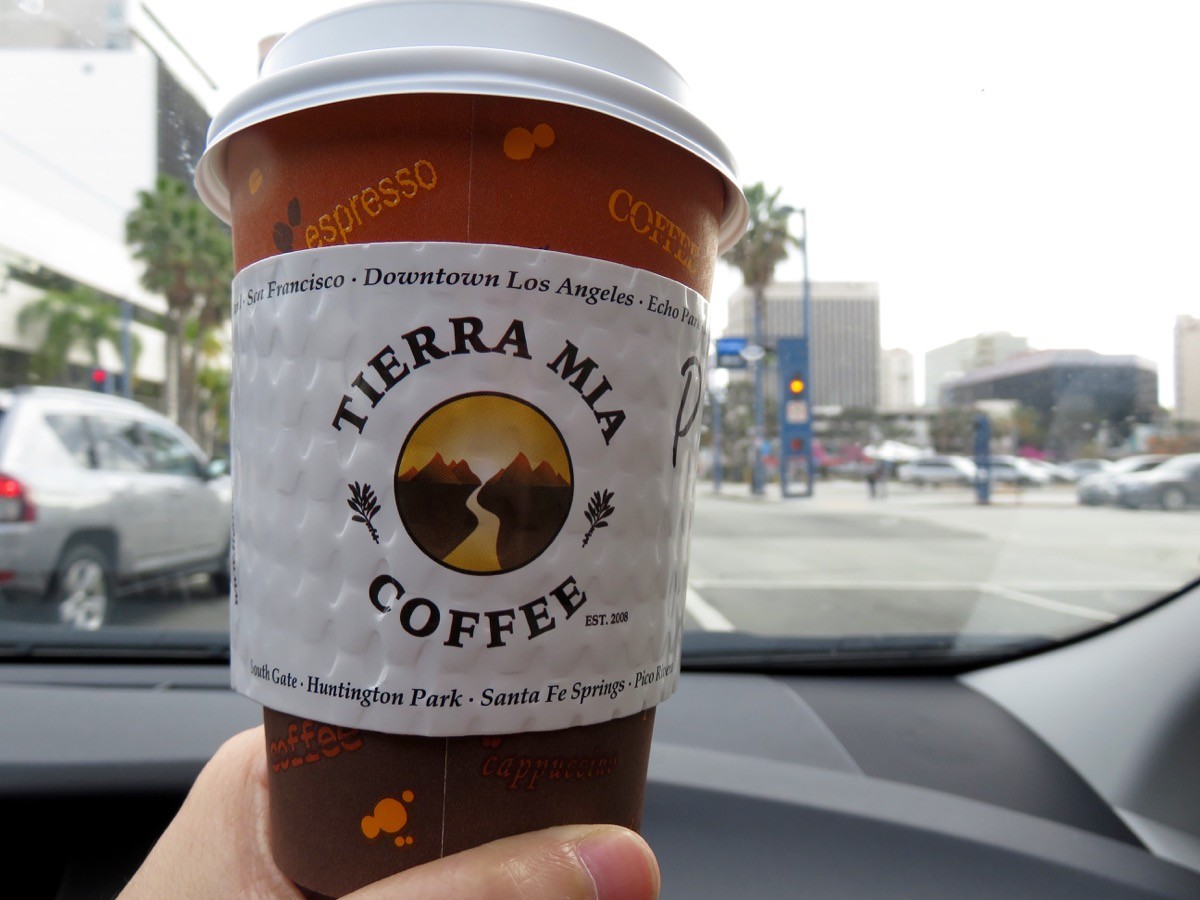 espresso
COFFEE
San Francisco · Downtown Los Angeles · Echo Park
TIERRA MIA
COFFEE
EST. 2008
South Gate · Huntington Park · Santa Fe Springs · Pico Rivera
coffee
cappuccino